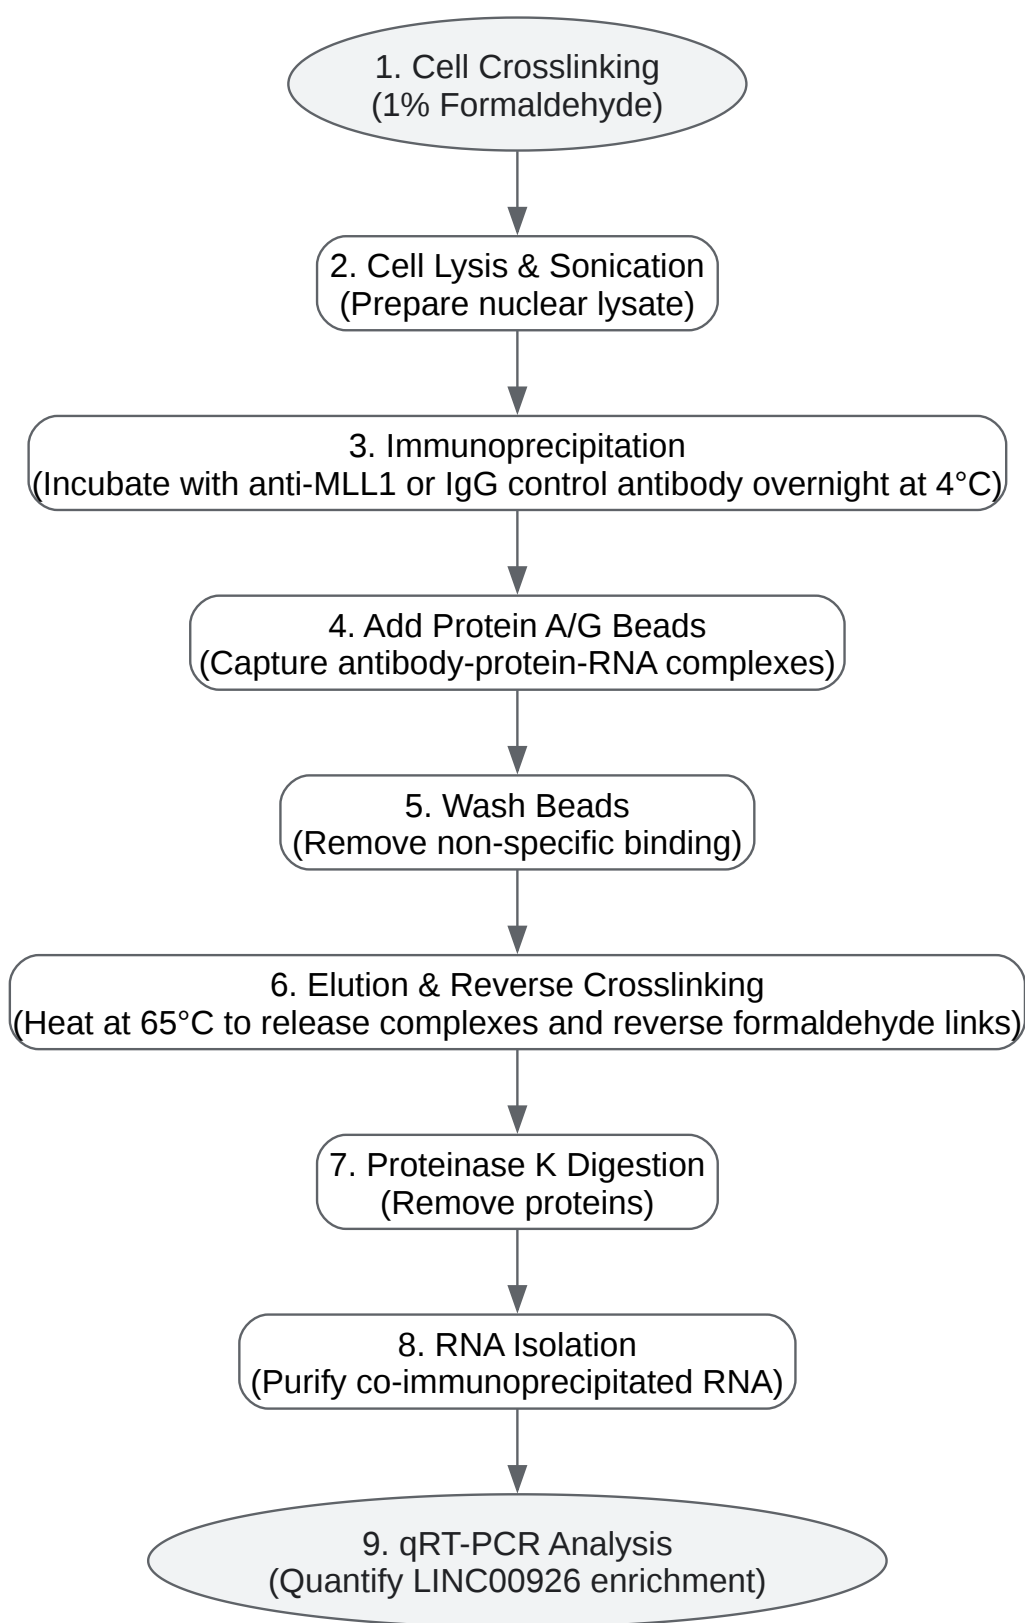 1. Cell Crosslinking
(1% Formaldehyde)
2. Cell Lysis & Sonication
(Prepare nuclear lysate)
3. Immunoprecipitation
(Incubate with anti-MLL1 or IgG control antibody overnight at 4°C)
4. Add Protein A/G Beads
(Capture antibody-protein-RNA complexes)
5. Wash Beads
(Remove non-specific binding)
6. Elution & Reverse Crosslinking
(Heat at 65°C to release complexes and reverse formaldehyde links)
7. Proteinase K Digestion
(Remove proteins)
8. RNA Isolation
(Purify co-immunoprecipitated RNA)
9. qRT-PCR Analysis
(Quantify LINC00926 enrichment)